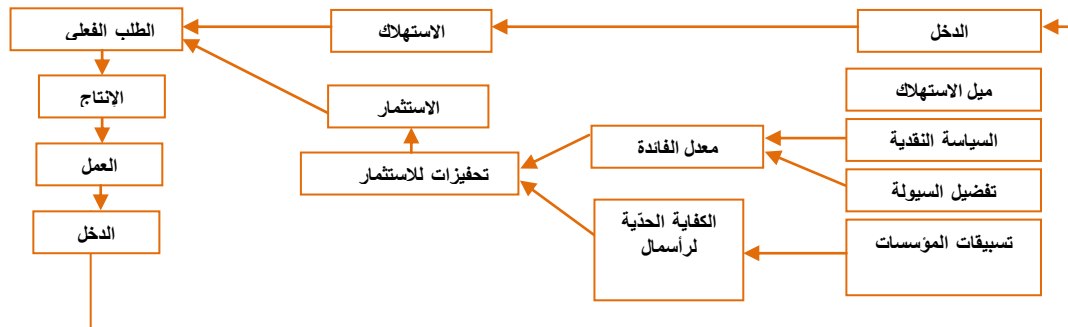 الدخل
الاستهلاك
الطلب الفعلى
ميل الاستهلاك
الاستثمار
الإنتاج
السياسة النقدية
معدل الفائدة
تحفيزات للاستثمار
العمل
تفضيل السيولة
الكفاية الحدّية
لرأسمال
تسبيقات المؤسسات
الدخل